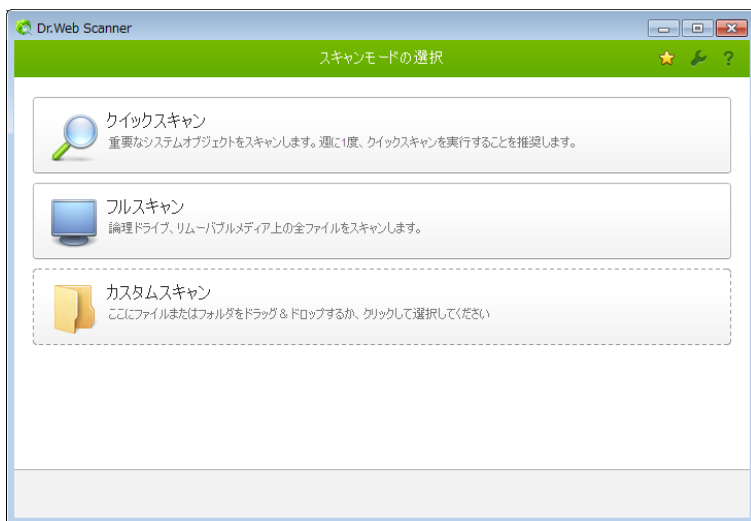 Dr.Web Scanner
スキャンモードの選択
?
クイックスキャン
重要なシステムオブジェクトをスキャンします。週に1度、クイックスキャンを実行することを推奨します。
フルスキャン
論理ドライブ、リムーバブルメディア上の全ファイルをスキャンします。
カスタムスキャン
ここにファイルまたはフォルダをドラッグ＆ドロップするか、クリックして選択してください